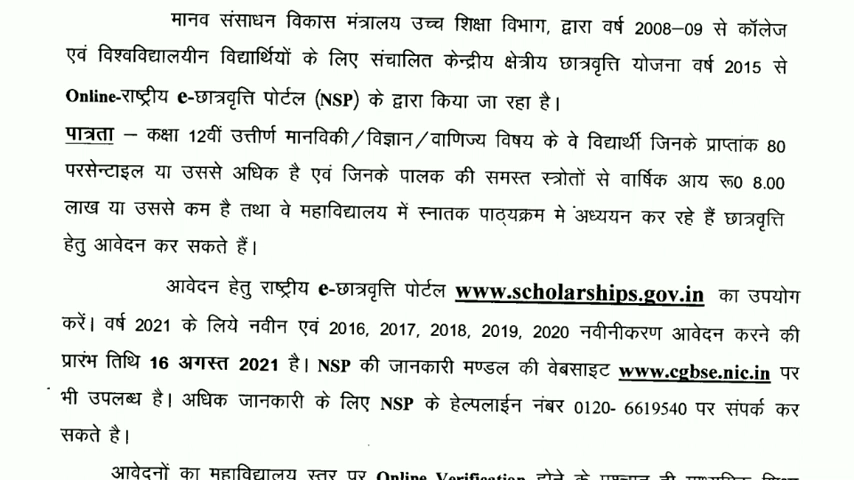 मानव संसाधन विकास मंत्रालय उच्च शिक्षा विभाग, द्वारा वर्ष 2008–09 से कॉलेज
एवं विश्वविद्यालयीन विद्यार्थियों के लिए संचालित केन्द्रीय क्षेत्रीय छात्रवृत्ति योजना वर्ष 2015 से
Online-राष्ट्रीय e-छात्रवृत्ति पोर्टल (NSP) के द्वारा किया जा रहा है।
पात्रता – कक्षा 12वीं उत्तीर्ण मानविकी/विज्ञान/वाणिज्य विषय के वे विद्यार्थी जिनके प्राप्तांक 80
परसेन्टाइल या उससे अधिक है एवं जिनके पालक की समस्त स्त्रोतों से वार्षिक आय रू0 8.00
लाख या उससे कम है तथा वे महाविद्यालय में स्नातक पाठ्यक्रम मे अध्ययन कर रहे हैं छात्रवृत्ति
हेतु आवेदन कर सकते हैं।
आवेदन हेतु राष्ट्रीय e-छात्रवृत्ति पोर्टल www.scholarships.gov.in का उपयोग
करें। वर्ष 2021 के लिये नवीन एवं 2016, 2017, 2018, 2019, 2020 नवीनीकरण आवेदन करने की
प्रारंभ तिथि 16 अगस्त 2021 है। NSP की जानकारी मण्डल की वेबसाइट www.cgbse.nic.in पर
भी उपलब्ध है। अधिक जानकारी के लिए NSP के हेल्पलाईन नंबर 0120- 6619540 पर संपर्क कर
सकते है।
आवेदनों का महाविद्यालय स्तर पर Online Verification होने के पश्चात ही माध्यमिक शिक्षा